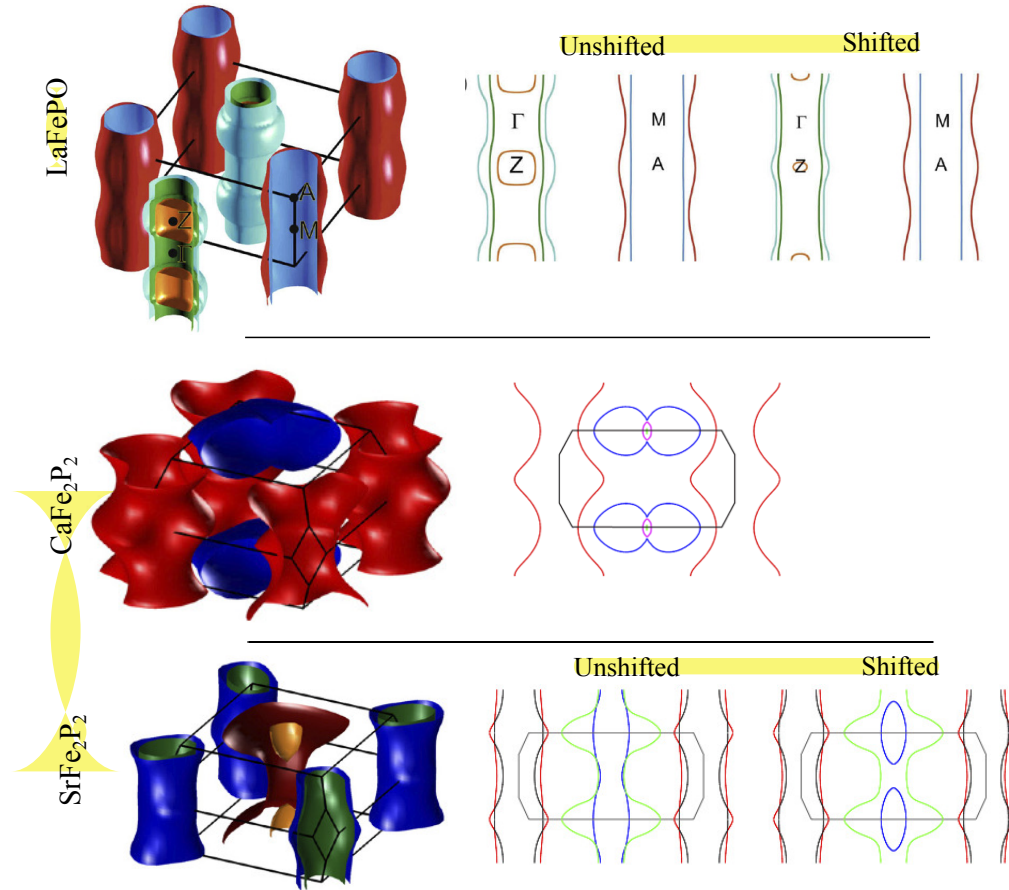 LaFePO
Unshifted
Shifted
Γ
Z
M
A
Γ
Z
M
A
A
M
Z
Γ
CaFe₂P₂
SrFe₂P₂
Unshifted
Shifted